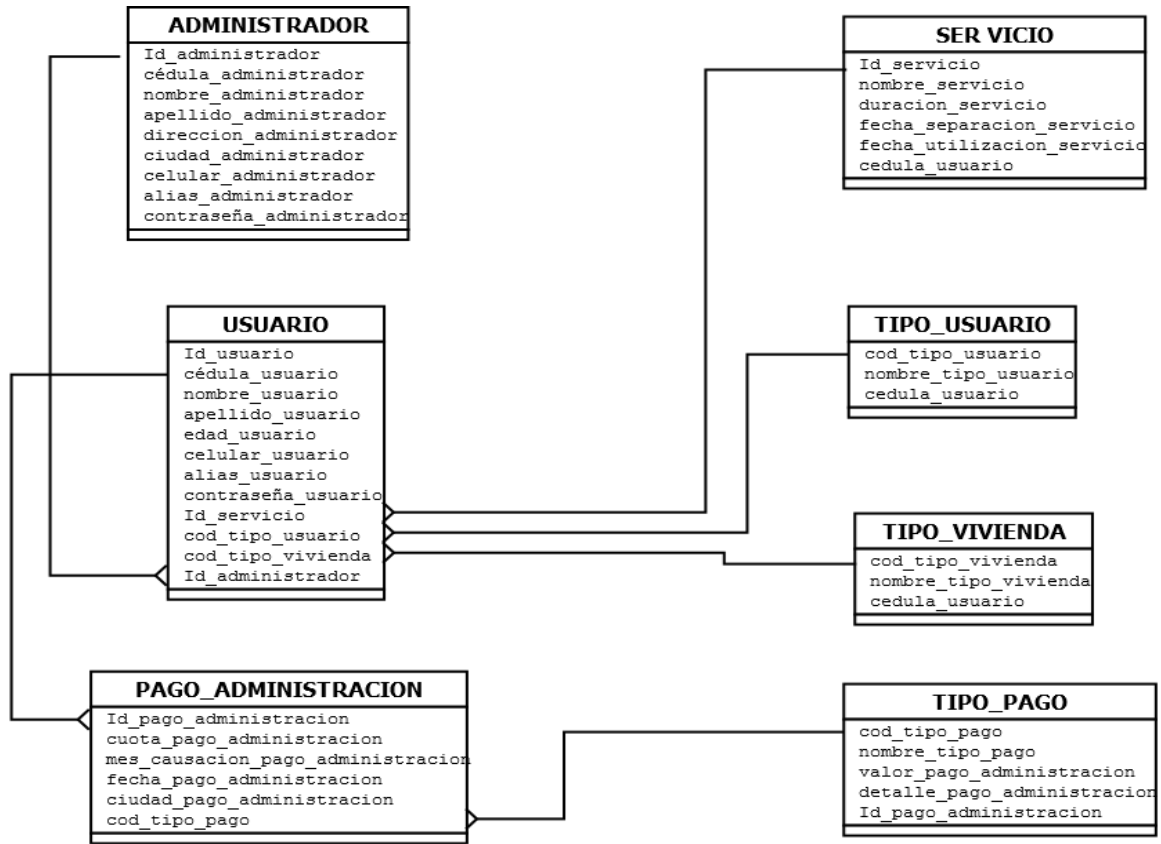 ADMINISTRADOR
Id_administrador
cédula_administrador
nombre_administrador
apellido_administrador
direccion_administrador
ciudad_administrador
celular_administrador
alias_administrador
contraseña_administrador
SER VICIO
Id_servicio
nombre_servicio
duracion_servicio
fecha_separacion_servicio
fecha_utilizacion_servicio
cedula_usuario
USUARIO
Id_usuario
cédula_usuario
nombre_usuario
apellido_usuario
edad_usuario
celular_usuario
alias_usuario
contraseña_usuario
Id_servicio
cod_tipo_usuario
cod_tipo_vivienda
Id_administrador
TIPO_USUARIO
cod_tipo_usuario
nombre_tipo_usuario
cedula_usuario
TIPO_VIVIENDA
cod_tipo_vivienda
nombre_tipo_vivienda
cedula_usuario
PAGO_ADMINISTRACION
Id_pago_administracion
cuota_pago_administracion
mes_causacion_pago_administracion
fecha_pago_administracion
ciudad_pago_administracion
cod_tipo_pago
TIPO_PAGO
cod_tipo_pago
nombre_tipo_pago
valor_pago_administracion
detalle_pago_administracion
Id_pago_administracion